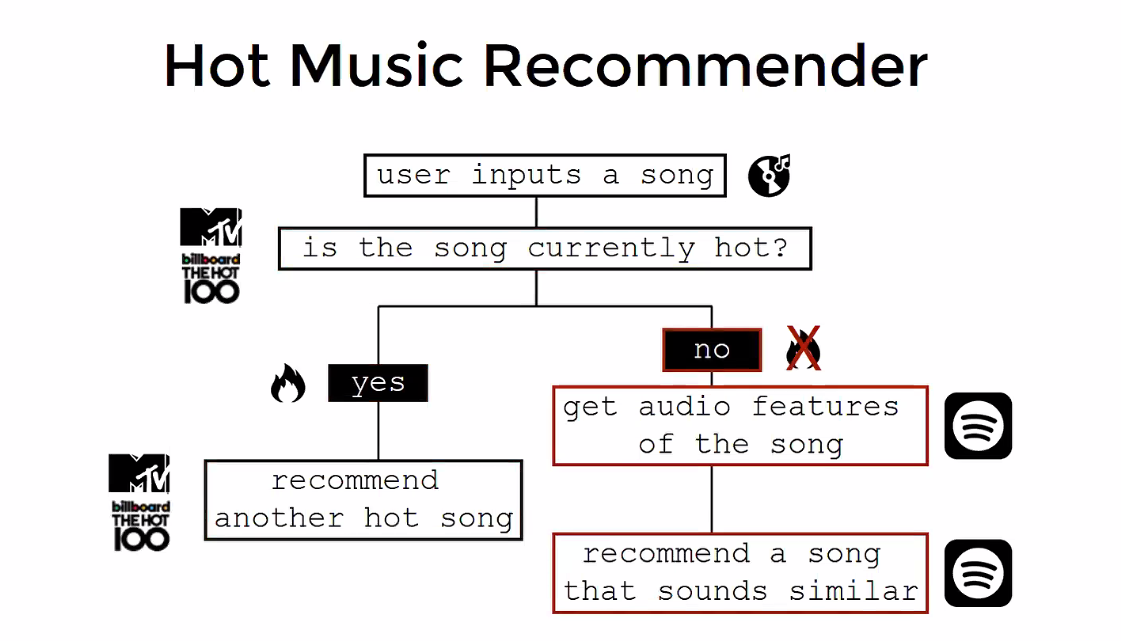 Hot Music Recommender
user inputs a song
MTV
billboard
THE HOT
100
is the song currently hot?
no
yes
get audio features
of the song
MTV
billboard
THE HOT
100
recommend
another hot song
recommend a song
that sounds similar